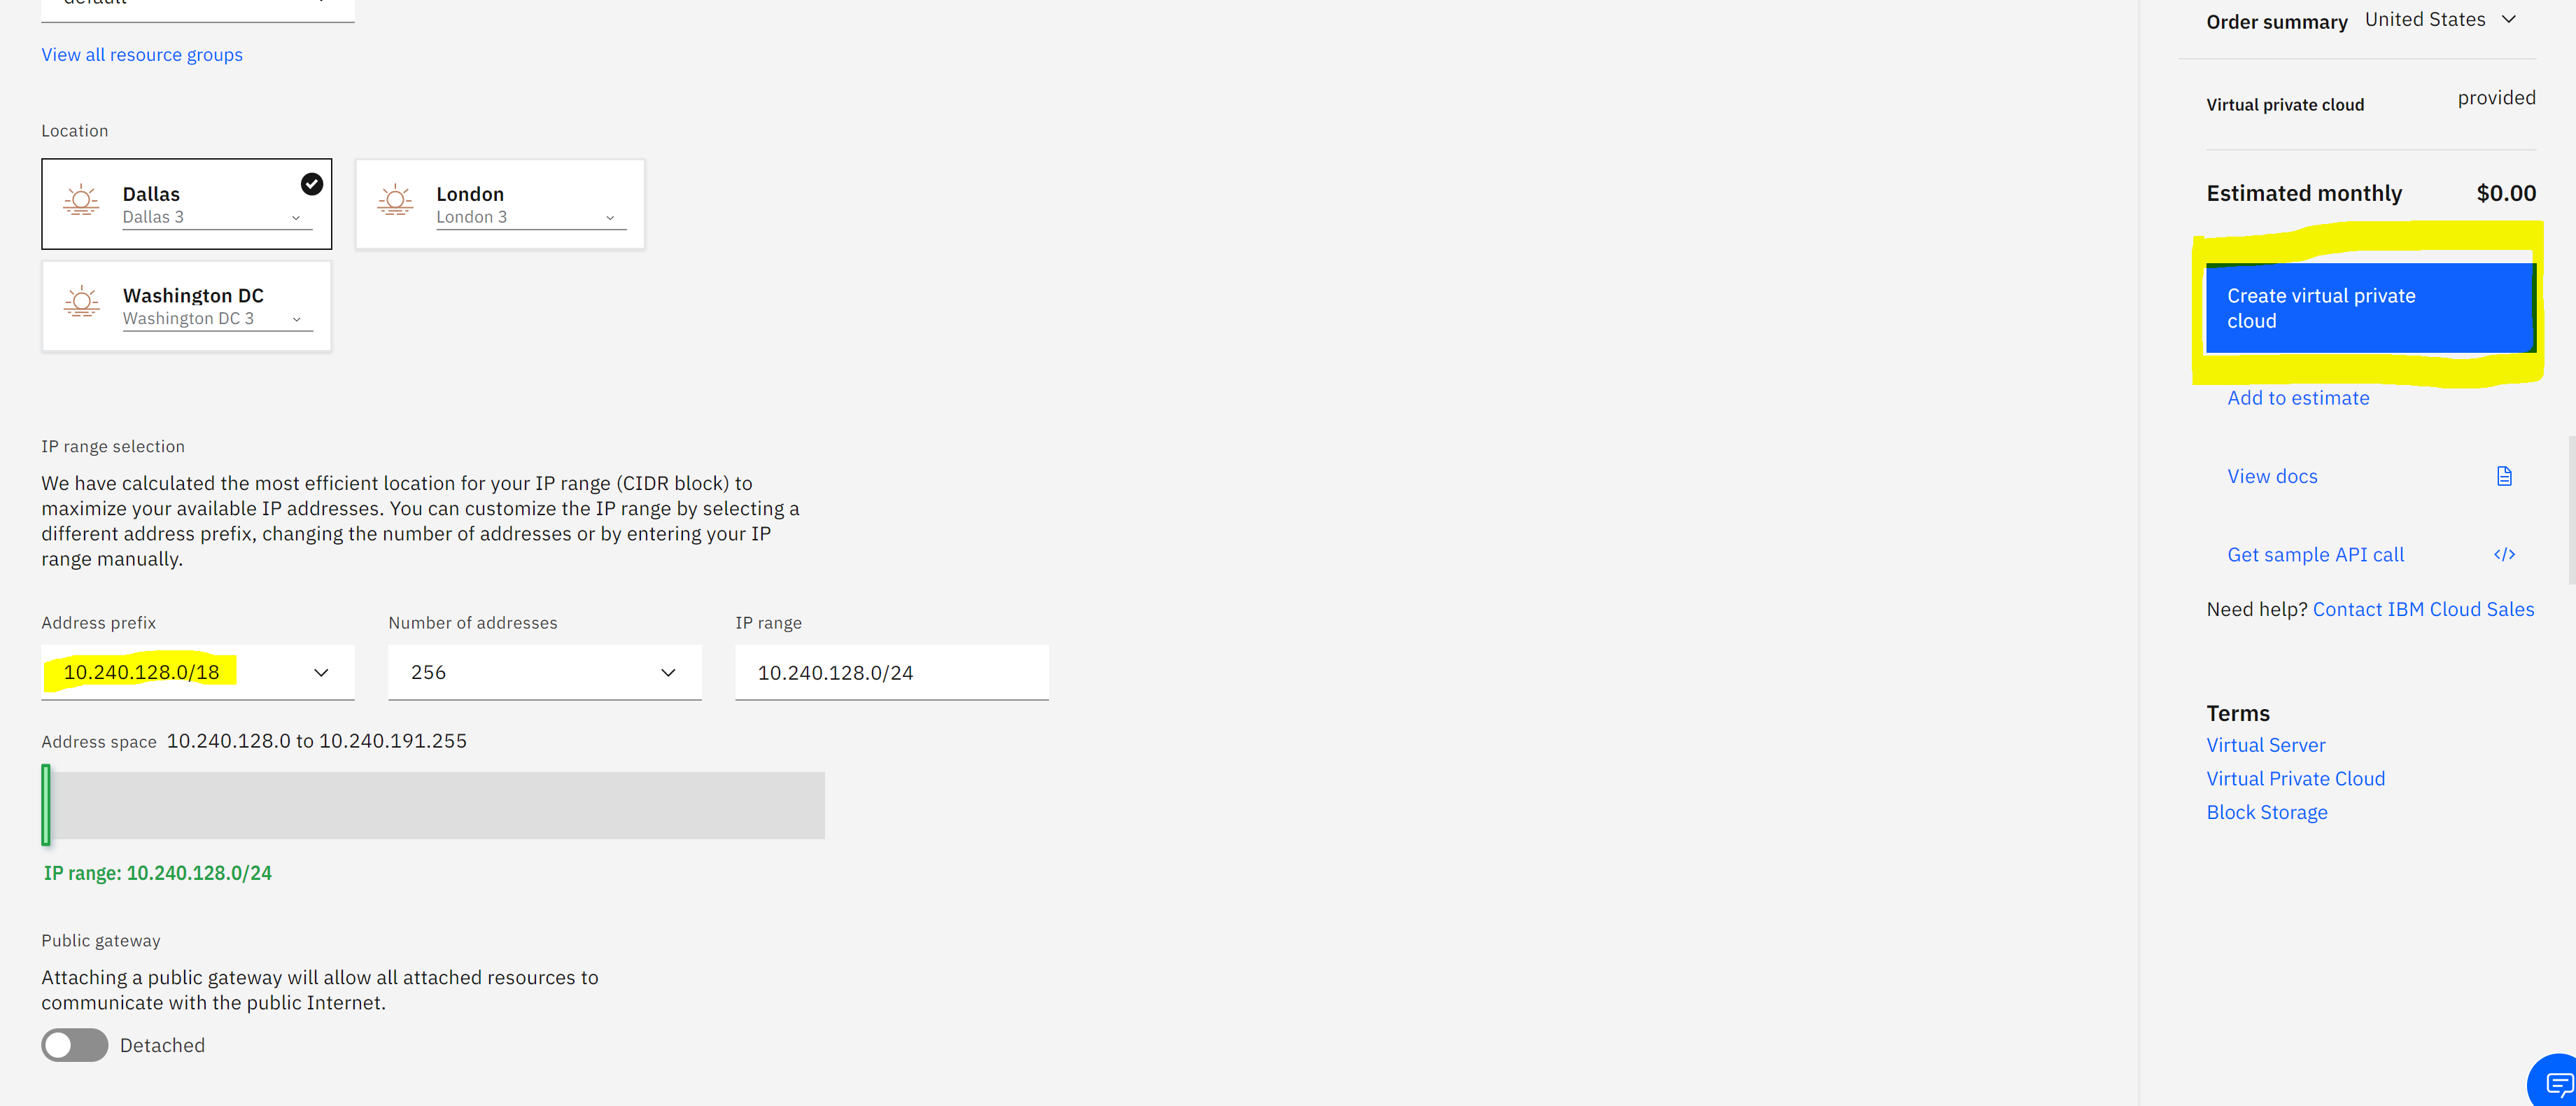 View all resource groups
Location
Dallas
Dallas 3
London
London 3
Washington DC
Washington DC 3
IP range selection
We have calculated the most efficient location for your IP range (CIDR block) to
maximize your available IP addresses. You can customize the IP range by selecting a
different address prefix, changing the number of addresses or by entering your IP
range manually.
Address prefix
Number of addresses
IP range
10.240.128.0/18
256
10.240.128.0/24
Address space 10.240.128.0 to 10.240.191.255
IP range: 10.240.128.0/24
Public gateway
Attaching a public gateway will allow all attached resources to
communicate with the public Internet.
Detached
Order summary United States
Virtual private cloud provided
Estimated monthly $0.00
Create virtual private
cloud
Add to estimate
View docs
Get sample API call </>
Need help? Contact IBM Cloud Sales
Terms
Virtual Server
Virtual Private Cloud
Block Storage